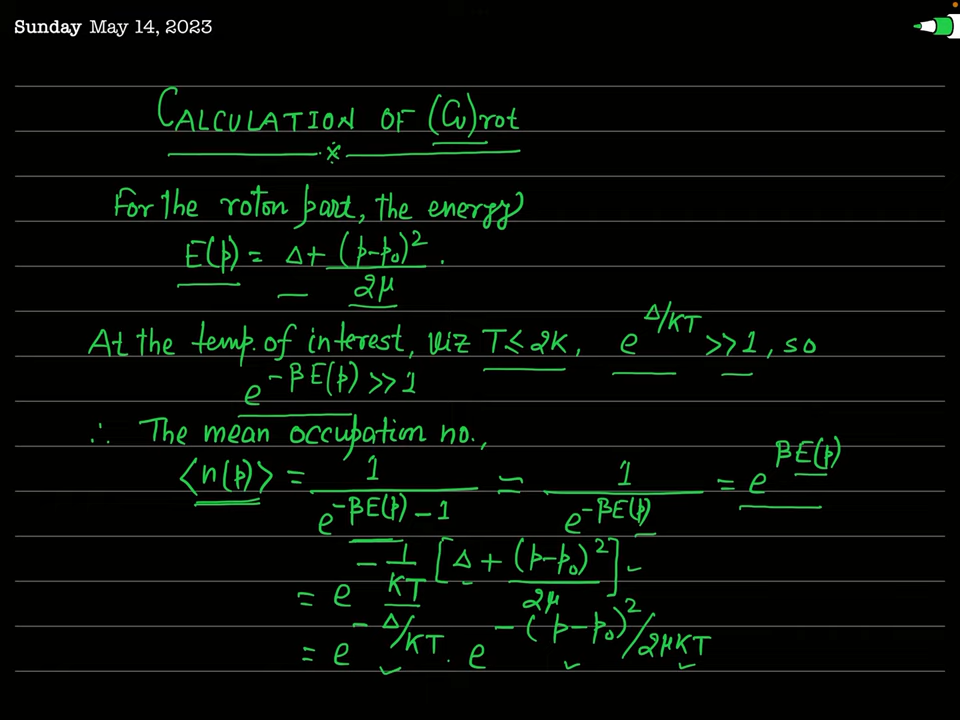 Sunday May 14, 2023
CALCULATION OF (Cv)rot
For the roton part, the energy
E(p) = Δ + (p-p₀)²/2μ .
At the temp. of interest, viz T ≤ 2K, e^Δ/KT >> 1, so
e^-βE(p) >> 1
∴ The mean occupation no.,
<n(p)> = 1/(e^-βE(p) - 1) ≃ 1/e^-βE(p) = e^βE(p)
= e^-1/KT [Δ + (p-p₀)²/2μ]
= e^-Δ/KT . e^-(p-p₀)²/2μKT